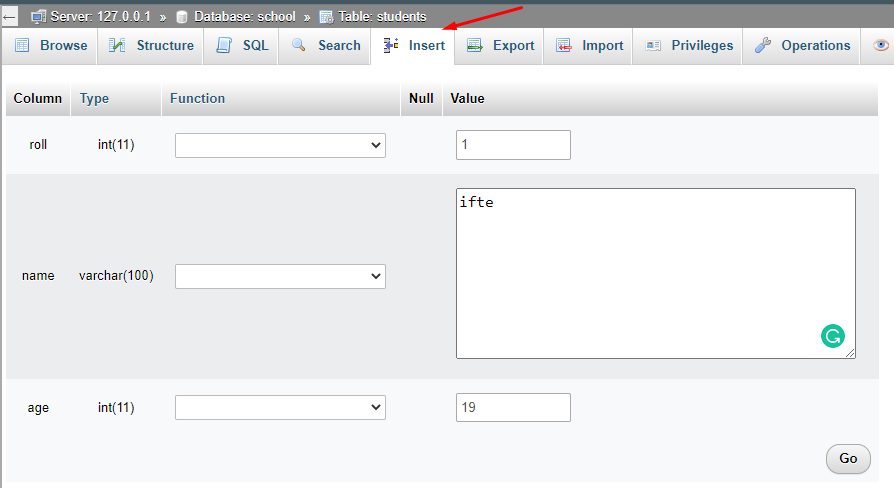 Server: 127.0.0.1 » Database: school » Table: students
Browse Structure SQL Search Insert Export Import Privileges Operations
Column Type Function Null Value
roll int(11) 1
name varchar(100) ifte
age int(11) 19
Go